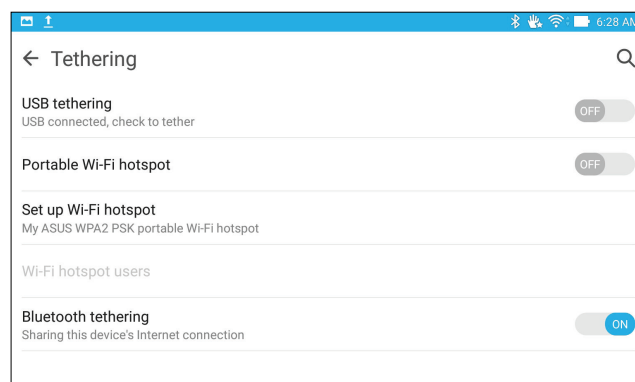 6:28 AM
Tethering
USB tethering
USB connected, check to tether
OFF
Portable Wi-Fi hotspot
OFF
Set up Wi-Fi hotspot
My ASUS WPA2 PSK portable Wi-Fi hotspot
Wi-Fi hotspot users
Bluetooth tethering
Sharing this device's Internet connection
ON